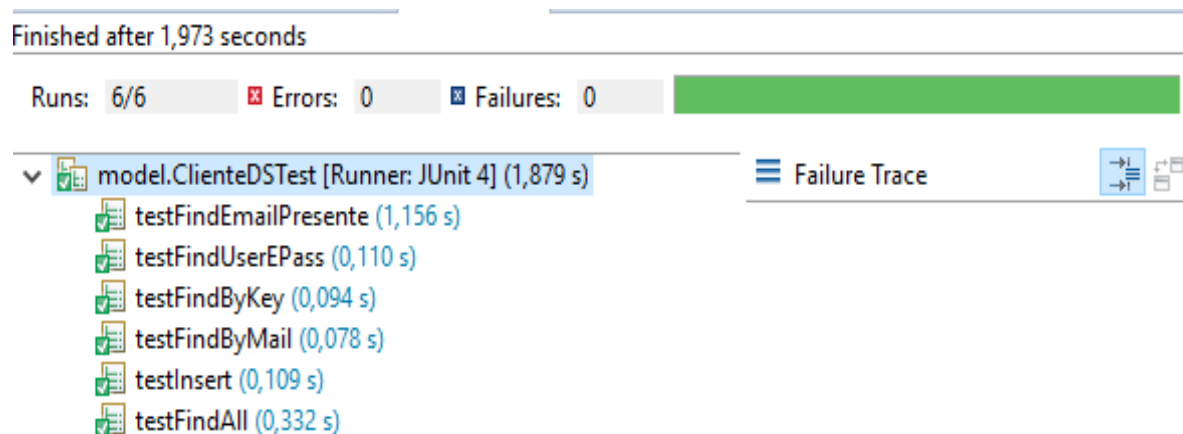 Finished after 1,973 seconds
Runs: 6/6 Errors: 0 Failures: 0
model.ClienteDSTest [Runner: JUnit 4] (1,879 s) Failure Trace
testFindEmailPresente (1,156 s)
testFindUserEPass (0,110 s)
testFindByKey (0,094 s)
testFindByMail (0,078 s)
testInsert (0,109 s)
testFindAll (0,332 s)